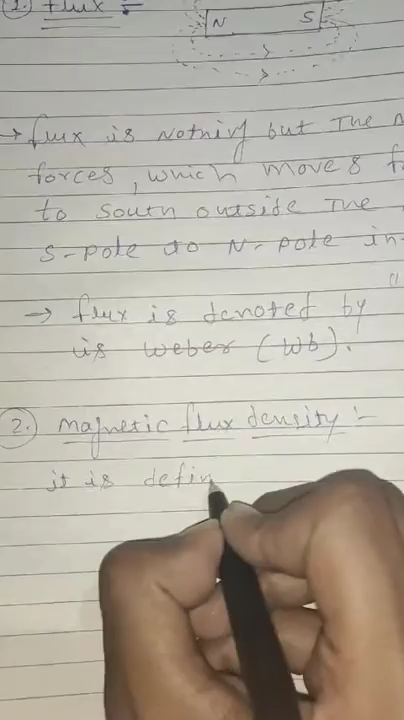 1. flux :-
N S
→ flux is Nothing but The
forces, which moves
to south outside The
S-pole to N-pole in
→ flux is denoted by
is weber (Wb).
2. magnetic flux density :-
it is defin